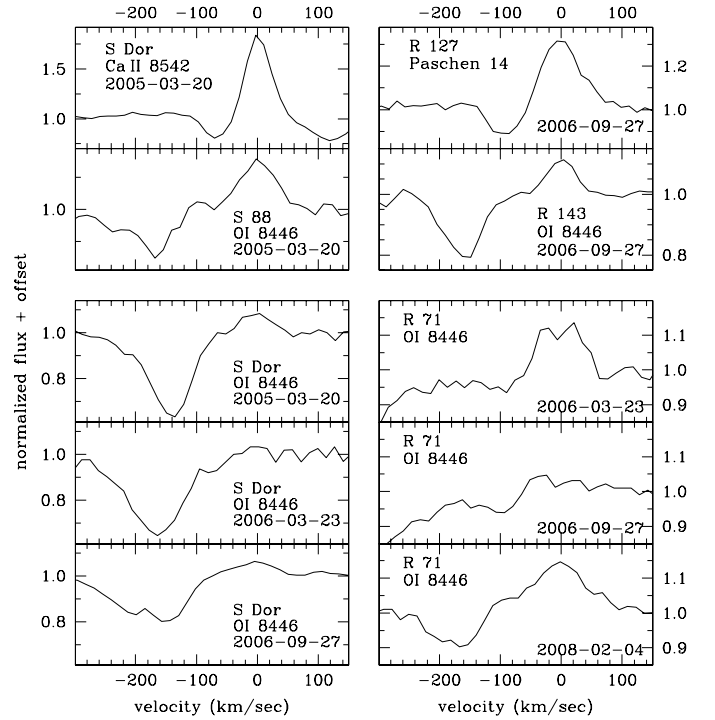 −200 −100 0 100
−200 −100 0 100
S Dor
Ca II 8542
2005−03−20
1.5
1.0
R 127
Paschen 14
2006−09−27
1.2
1.0
S 88
OI 8446
2005−03−20
1.0
R 143
OI 8446
2006−09−27
1.0
0.8
normalized flux + offset
S Dor
OI 8446
2005−03−20
1.0
0.8
R 71
OI 8446
2006−03−23
1.1
1.0
0.9
S Dor
OI 8446
2006−03−23
1.0
0.8
R 71
OI 8446
2006−09−27
1.1
1.0
0.9
S Dor
OI 8446
2006−09−27
1.0
0.8
R 71
OI 8446
2008−02−04
1.1
1.0
0.9
−200 −100 0 100
−200 −100 0 100
velocity (km/sec)
velocity (km/sec)